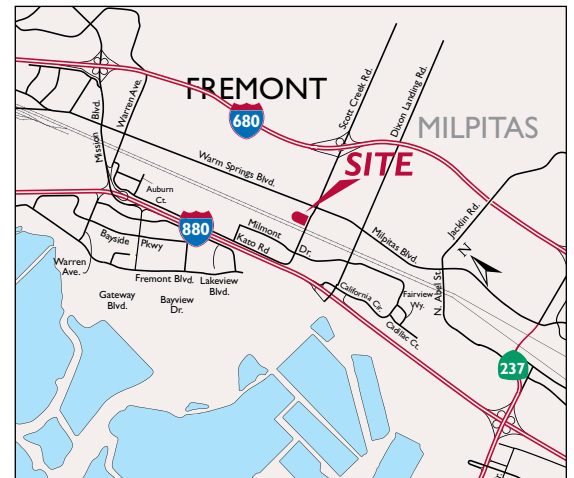 FREMONT
680
MILPITAS
SITE
Mission Blvd.
Warren Ave.
Scott Creek Rd.
Dixon Landing Rd.
Warm Springs Blvd.
Auburn
Ct.
880
Kato Rd
Milmont Dr.
Milpitas Blvd.
Jacklin Rd.
N
N. Abel St.
Bayside Pkwy
Warren
Ave.
Fremont Blvd.
Lakeview
Blvd.
Gateway
Blvd.
Bayview
Dr.
California Cir.
Fairview
Wy.
Cadillac Ct.
237